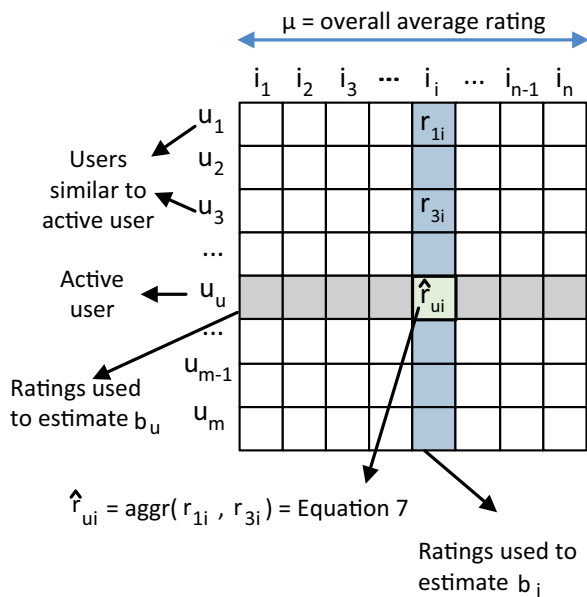 μ = overall average rating
i1 i2 i3 ... ii ... in-1 in
u1
r1i
u2
Users
similar to
active user
u3
r3i
...
Active
user
uu
r̂ui
...
um-1
Ratings used
to estimate bu
um
r̂ui = aggr( r1i , r3i) = Equation 7
Ratings used to
estimate bi